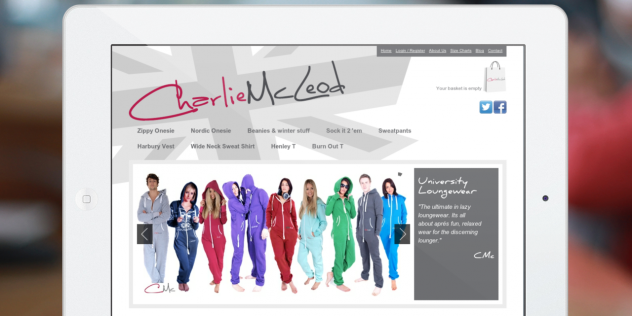 Home Login / Register About Us Stay Charlie Blog Contact
CharlieMcLeod
Your basket is empty
Zippy Onesie Nordic Onesie Beanies & winter stuff Sock it 2 'em Sweatpants
Harbury Vest Wide Neck Sweat Shirt Henley T Burn Out T
University
Loungewear
"The ultimate in lazy
loungewear. Its all
about après fun, relaxed
wear for the discerning
lounger."
CMc
CMc